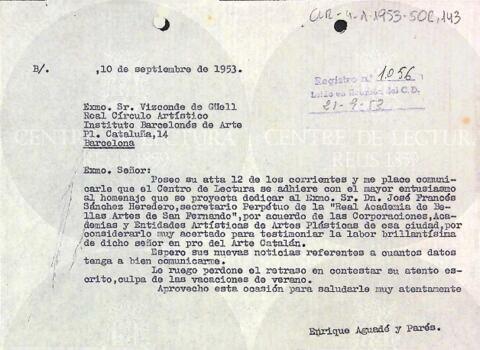 CLR-4-1-1953-SOR,143
B/. ,10 de septiembre de 1953.
Registro n.º 1.056
Leído en Reunión del C.D.
21-9-53
Exmo. Sr. Vizconde de Güell
Real Círculo Artístico
Instituto Barcelonés de Arte
Pl. Cataluña,14
Barcelona
Exmo. Señor:
Poseo su atta 12 de los corrientes y me place comuni-
carle que el Centro de Lectura se adhiere con el mayor entusiasmo
al homenaje que se proyecta dedicar al Exmo. Sr. Dn. José Francés
Sánchez Heredero,secretario Perpétuo de la "Real Academia de Be-
llas Artes de San Fernando",por acuerdo de las Corporaciones,Aca-
demias y Entidades Artísticas de Artes Plásticas de esa ciudad,por
considerarlo muy acertado para testimoniar la labor brillantísima
de dicho señor en pro del Arte Catalán.
Espero sus nuevas noticias referentes a cuantos datos
tenga a bien comunicarme.
Le ruego perdone el retraso en contestar su atento es-
crito,culpa de las vacaciones de verano.
Aprovecho esta ocasión para saludarle muy atentamente
Enrique Aguadé y Parés.